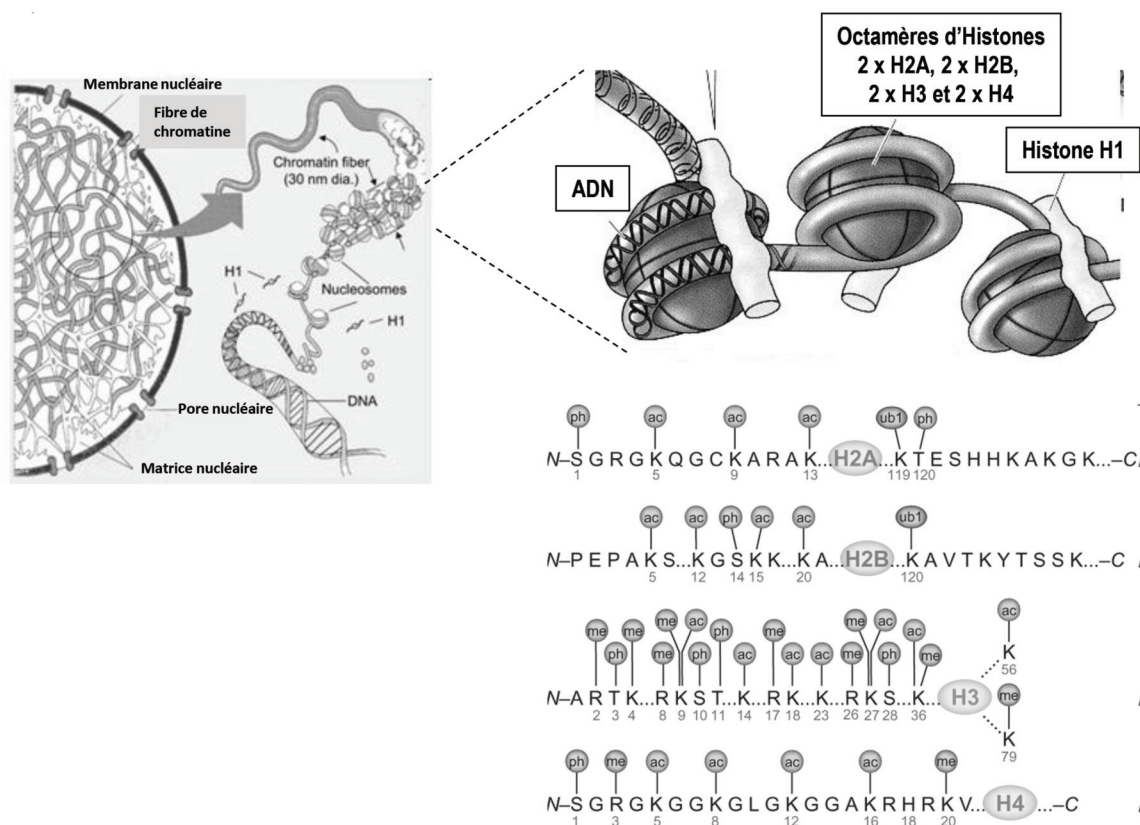 Membrane nucléaire
Fibre de
chromatine
Chromatin fiber
(30 nm dia.)
H1
Nucleosomes
H1
DNA
Pore nucléaire
Matrice nucléaire
Octamères d'Histones
2 x H2A, 2 x H2B,
2 x H3 et 2 x H4
Histone H1
ADN
ph ac ac ac ub1 ph
N–S G R G K Q G C K A R A K... H2A ...K T E S H H K A K G K...–C
1 5 9 13 119 120
ac ac ph ac ac ub1
N–P E P A K S...K G S K K...K A... H2B ...K A V T K Y T S S K...–C
5 12 14 15 20 120
ac
me me me ac ph me me ac ac
ph me ph ac ac ac me ph me
K
56
N–A R T K...R K S T...K...R K...K...R K S...K... H3
me
2 3 4 8 9 10 11 14 17 18 23 26 27 28 36
K
79
ph me ac ac ac ac me
N–S G R G K G G K G L G K G G A K R H R K V... H4 ...–C
1 3 5 8 12 16 18 20